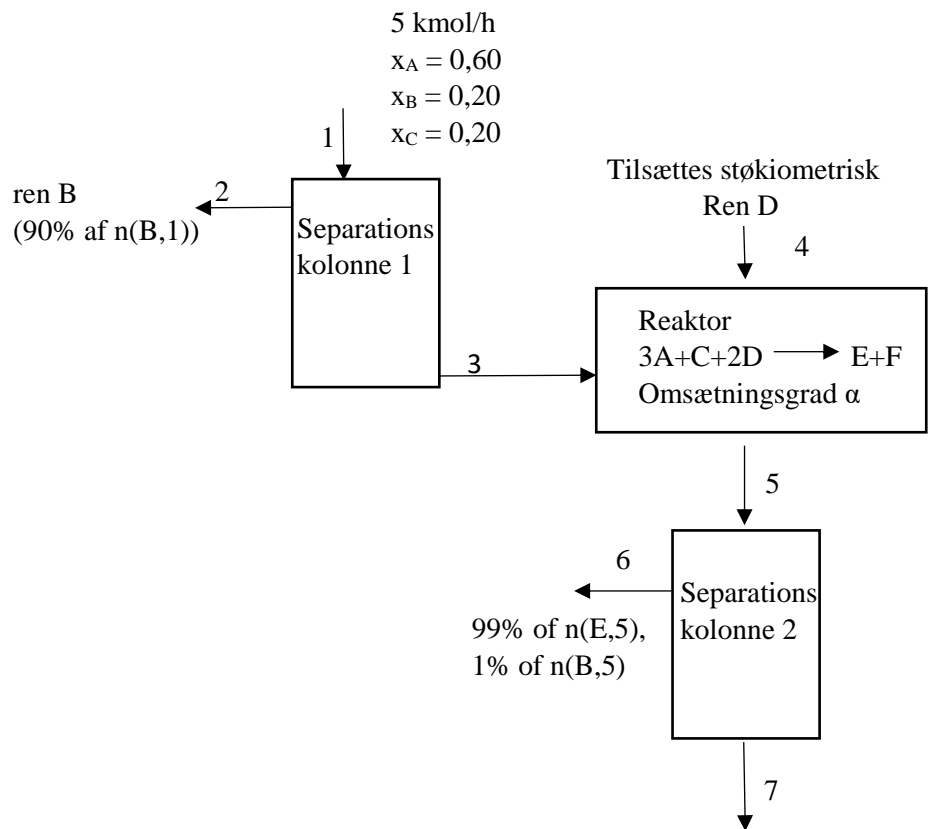 5 kmol/h
x_A = 0,60
x_B = 0,20
x_C = 0,20
1
ren B
(90% af n(B,1))
2
Separations
kolonne 1
3
Tilsættes støkiometrisk
Ren D
4
Reaktor
3A+C+2D → E+F
Omsætningsgrad α
5
6
99% of n(E,5),
1% of n(B,5)
Separations
kolonne 2
7